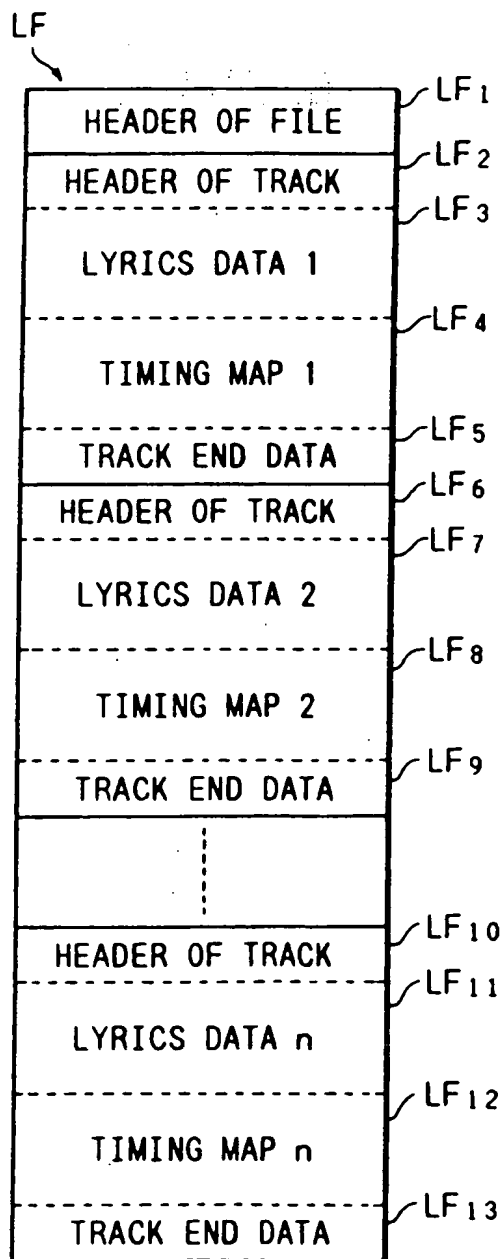 LF
LF1
HEADER OF FILE
LF2
HEADER OF TRACK
LF3
LYRICS DATA 1
LF4
TIMING MAP 1
LF5
TRACK END DATA
LF6
HEADER OF TRACK
LF7
LYRICS DATA 2
LF8
TIMING MAP 2
LF9
TRACK END DATA
LF10
HEADER OF TRACK
LF11
LYRICS DATA n
LF12
TIMING MAP n
LF13
TRACK END DATA